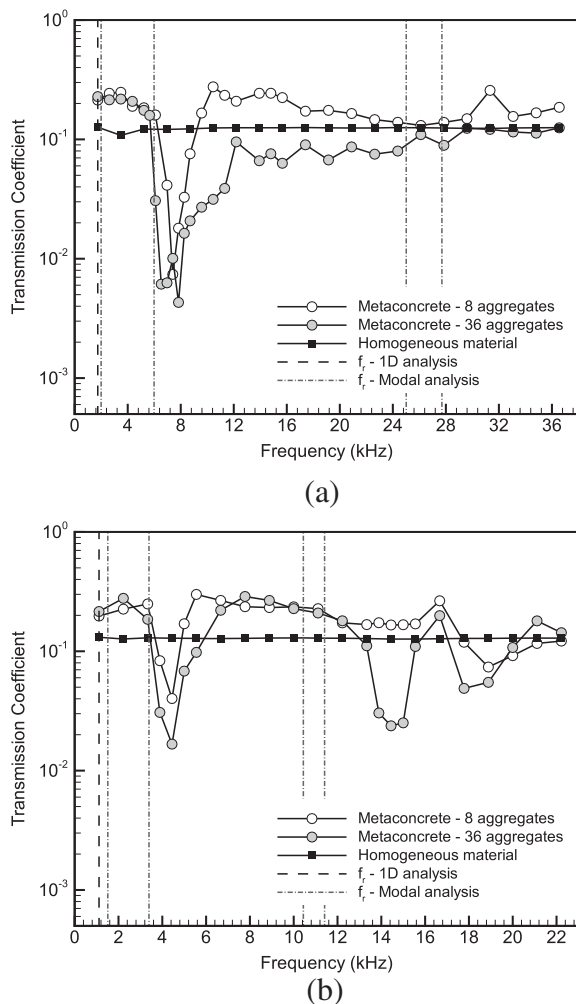 10^0
10^-1
10^-2
10^-3
Transmission Coefficient
Metaconcrete - 8 aggregates
Metaconcrete - 36 aggregates
Homogeneous material
f_r - 1D analysis
f_r - Modal analysis
0 4 8 12 16 20 24 28 32 36
Frequency (kHz)
(a)
10^0
10^-1
10^-2
10^-3
Transmission Coefficient
Metaconcrete - 8 aggregates
Metaconcrete - 36 aggregates
Homogeneous material
f_r - 1D analysis
f_r - Modal analysis
2 4 6 8 10 12 14 16 18 20 22
Frequency (kHz)
(b)